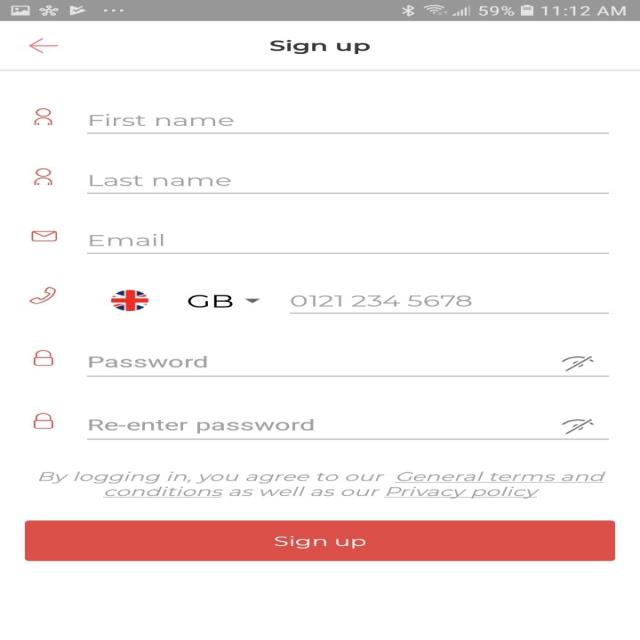 59% 11:12 AM
Sign up
First name
Last name
Email
GB 0121 234 5678
Password
Re-enter password
By logging in, you agree to our General terms and
conditions as well as our Privacy policy
Sign up